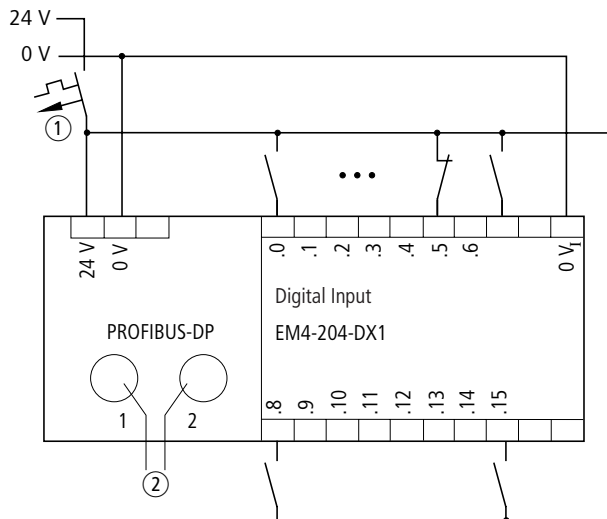 24 V
0 V
①
• • •
24 V
0 V
.0
.1
.2
.3
.4
.5
.6
0 V_I
Digital Input
EM4-204-DX1
PROFIBUS-DP
1
2
②
.8
.9
.10
.11
.12
.13
.14
.15